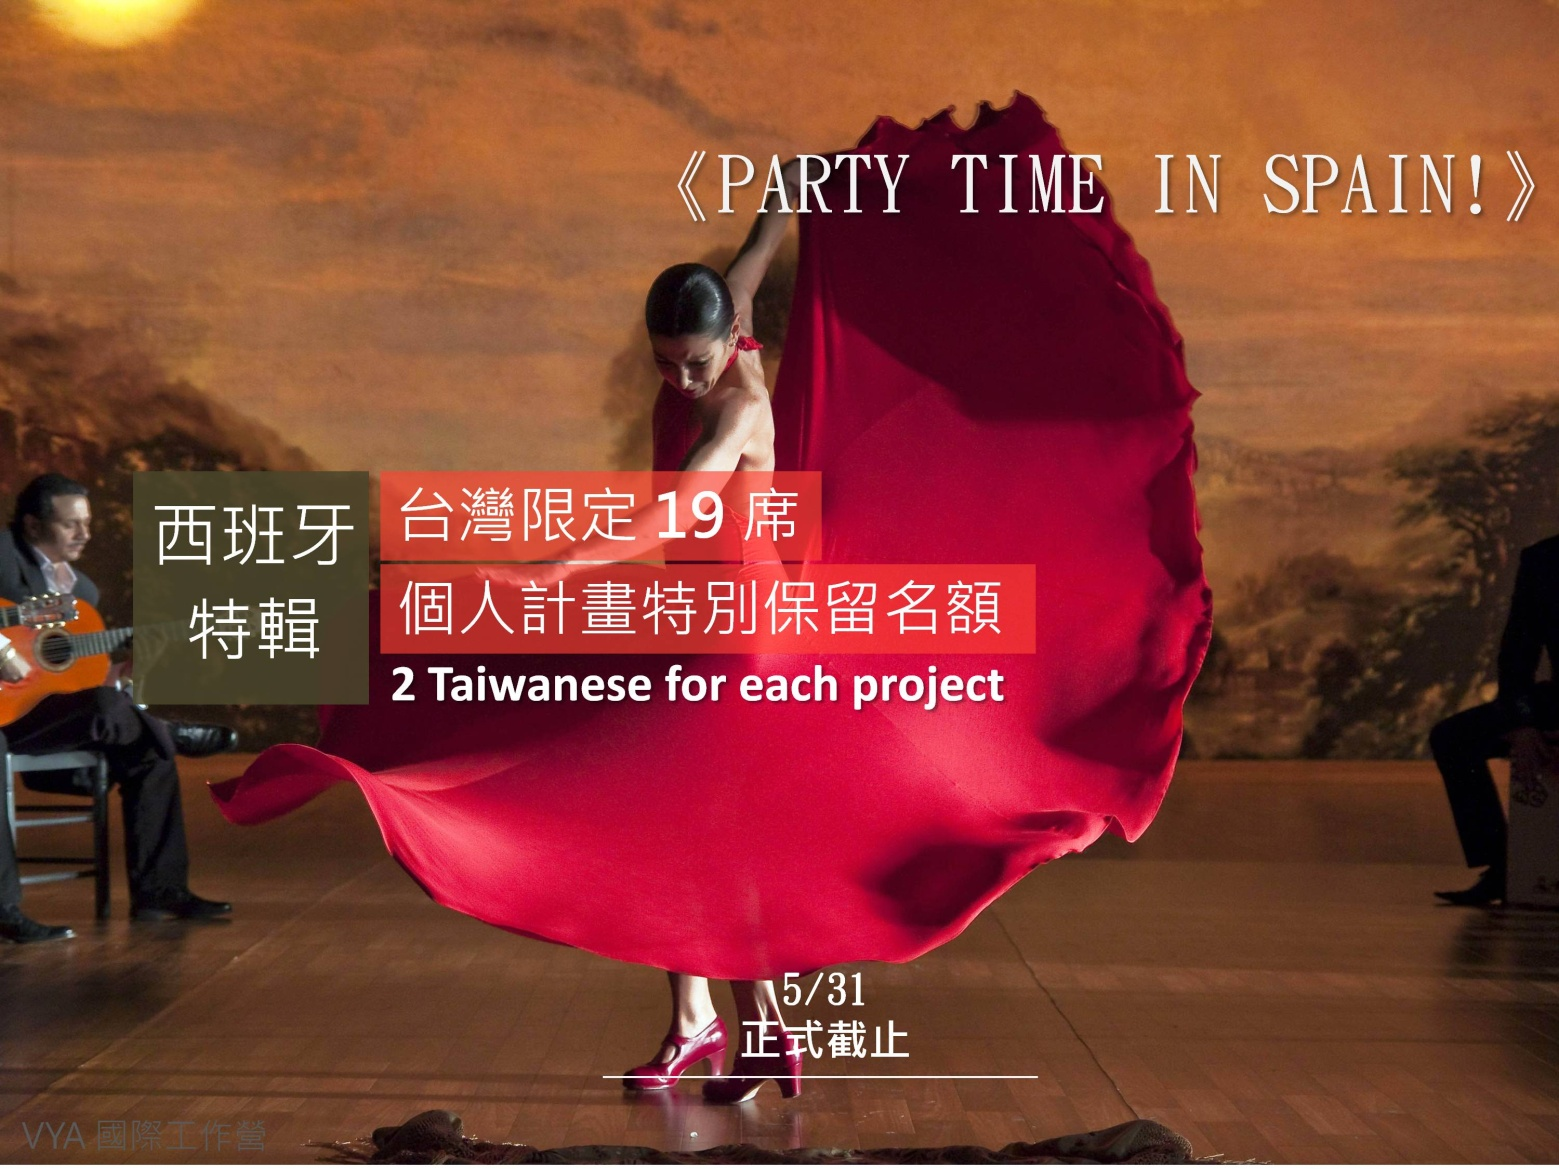 《PARTY TIME IN SPAIN!》
西班牙
特輯
台灣限定 19 席
個人計畫特別保留名額
2 Taiwanese for each project
5/31
正式截止
VYA 國際工作營